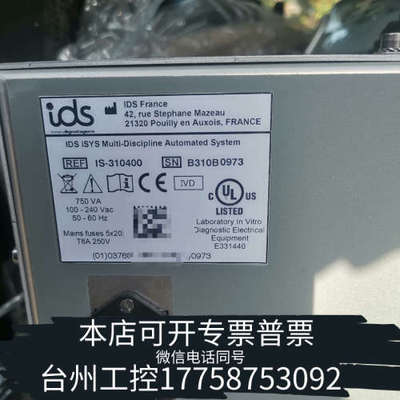 ids
IDS France
42, rue Stephane Mazeau
21320 Pouilly en Auxois, FRANCE
IDS iSYS Multi-Discipline Automated System
REF IS-310400 SN B310B0973
IVD
750 VA
100 - 240 Vac
50 - 60 Hz
Mains fuses 5x20:
T6A 250V
C UL US
LISTED
Laboratory In Vitro
Diagnostic Electrical
Equipment
E331440
本店可开专票普票
微信电话同号
台州工控17758753092